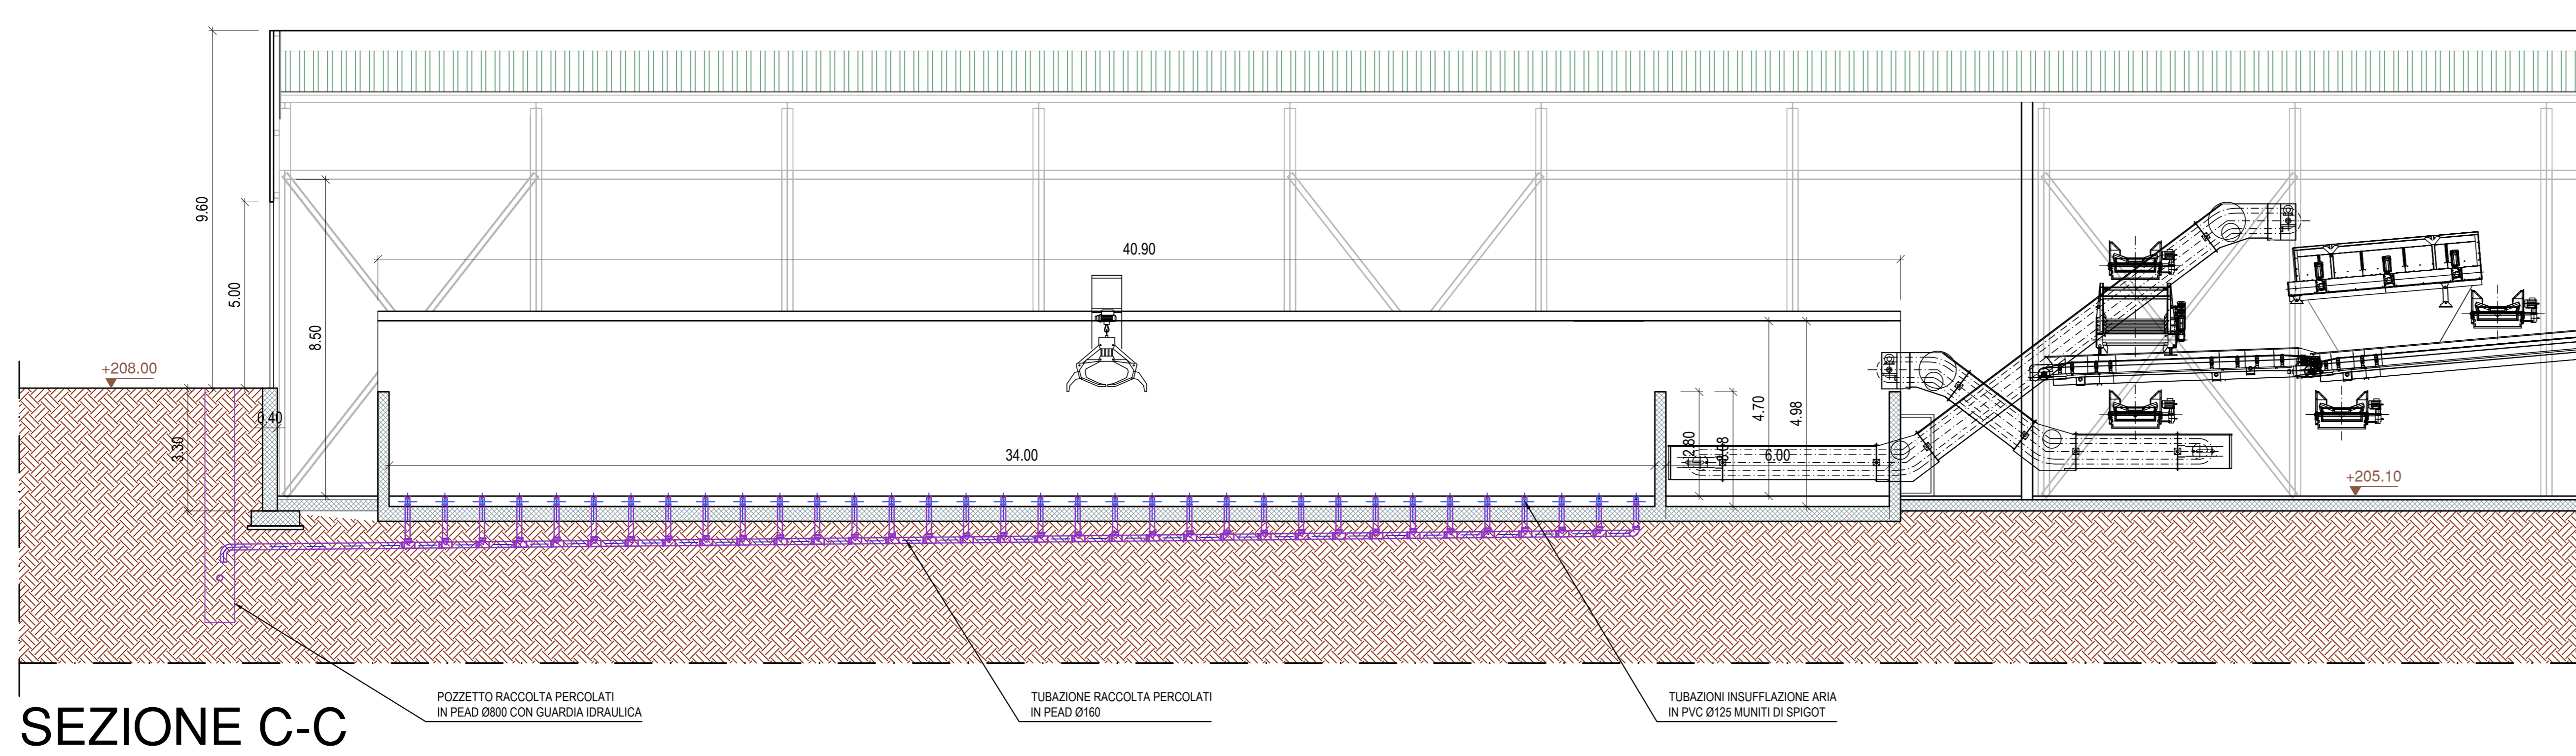 9.60
5.00
8.50
40.90
+208.00
0.40
3.30
34.00
2.80
3.08
4.70
4.98
6.00
+205.10
POZZETTO RACCOLTA PERCOLATI
IN PEAD Ø800 CON GUARDIA IDRAULICA
TUBAZIONE RACCOLTA PERCOLATI
IN PEAD Ø160
TUBAZIONI INSUFFLAZIONE ARIA
IN PVC Ø125 MUNITI DI SPIGOT
SEZIONE C-C